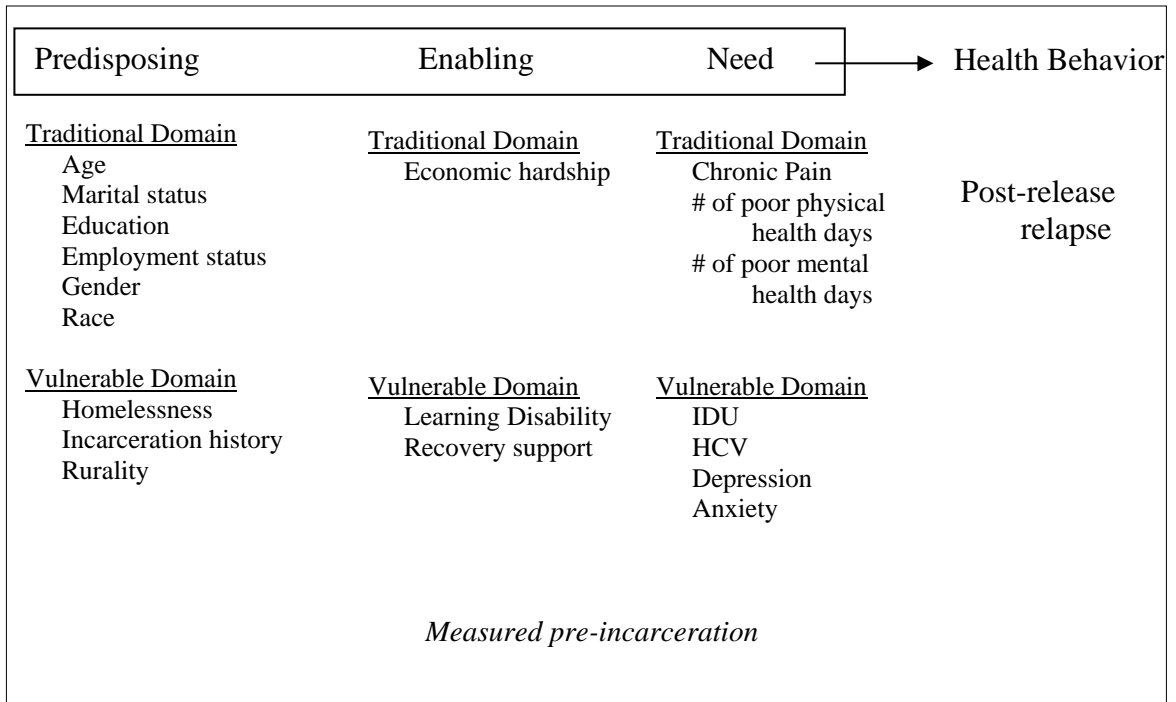 Predisposing Enabling Need Health Behavior
Traditional Domain
Age
Marital status
Education
Employment status
Gender
Race
Traditional Domain
Economic hardship
Traditional Domain
Chronic Pain
# of poor physical
health days
# of poor mental
health days
Post-release
relapse
Vulnerable Domain
Homelessness
Incarceration history
Rurality
Vulnerable Domain
Learning Disability
Recovery support
Vulnerable Domain
IDU
HCV
Depression
Anxiety
Measured pre-incarceration